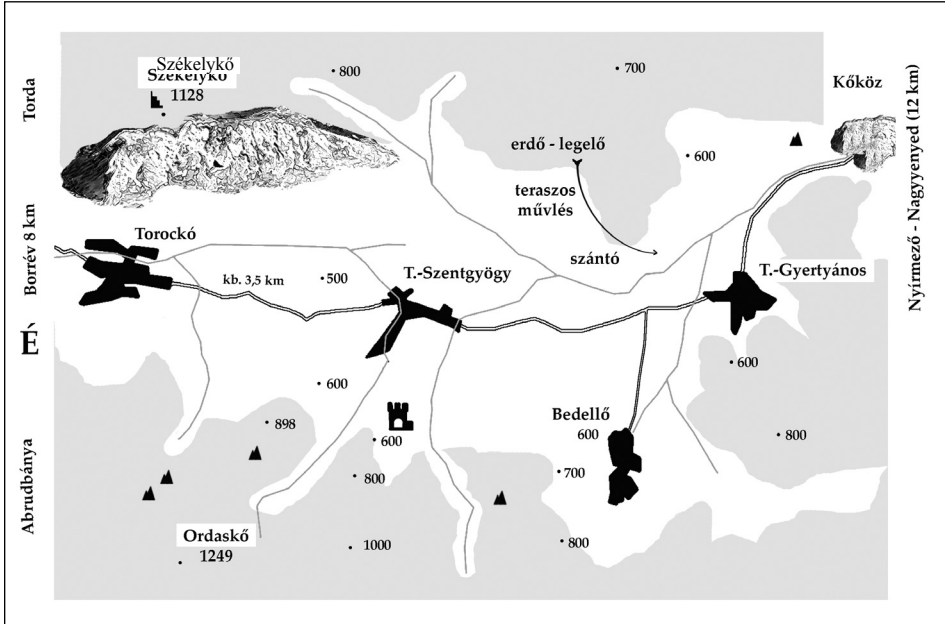 Székelykő
Székelykő
1128
800
700
Kőköz
600
erdő - legelő
teraszos
művlés
szántó
Torockó
kb. 3,5 km
500
T.-Szentgyögy
T.-Gyertyános
600
600
898
600
800
Bedellő
600
700
800
Ordaskő
1249
1000
800
Torda
Borrév 8 km
É
Abrudbánya
Nyírmező - Nagyenyed (12 km)